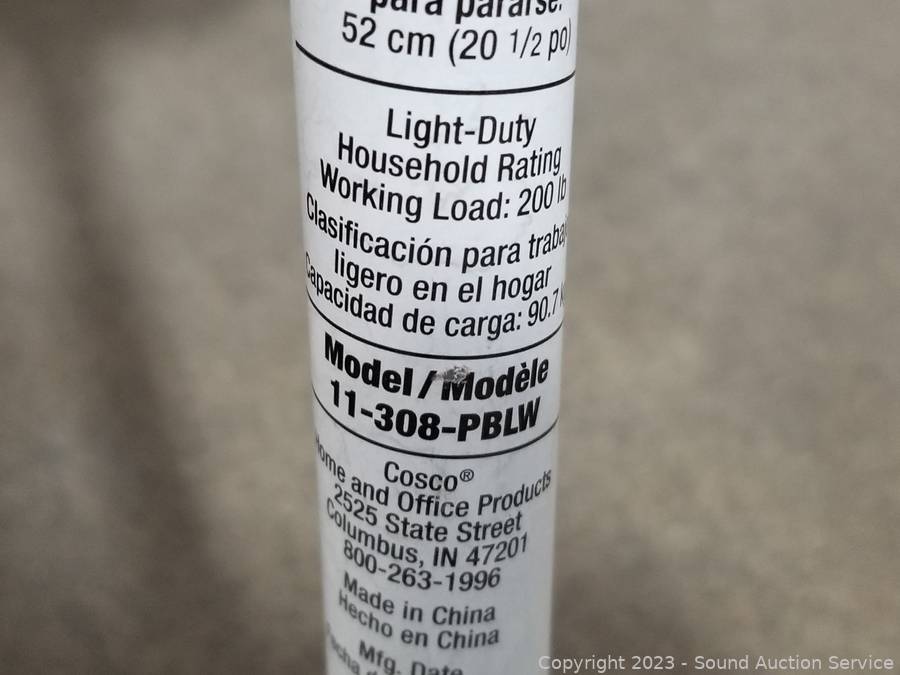 para pararse:
52 cm (20 1/2 po)
Light-Duty
Household Rating
Working Load: 200 lb
Clasificación para
ligero en el hogar
Capacidad de carga: 90.7
Model / Modèle
11-308-PBLW
Cosco®
Home and Office Products
2525 State Street
Columbus, IN 47201
800-263-1996
Made in China
Hecho en China
Mfg. Date
Copyright 2023 - Sound Auction Service